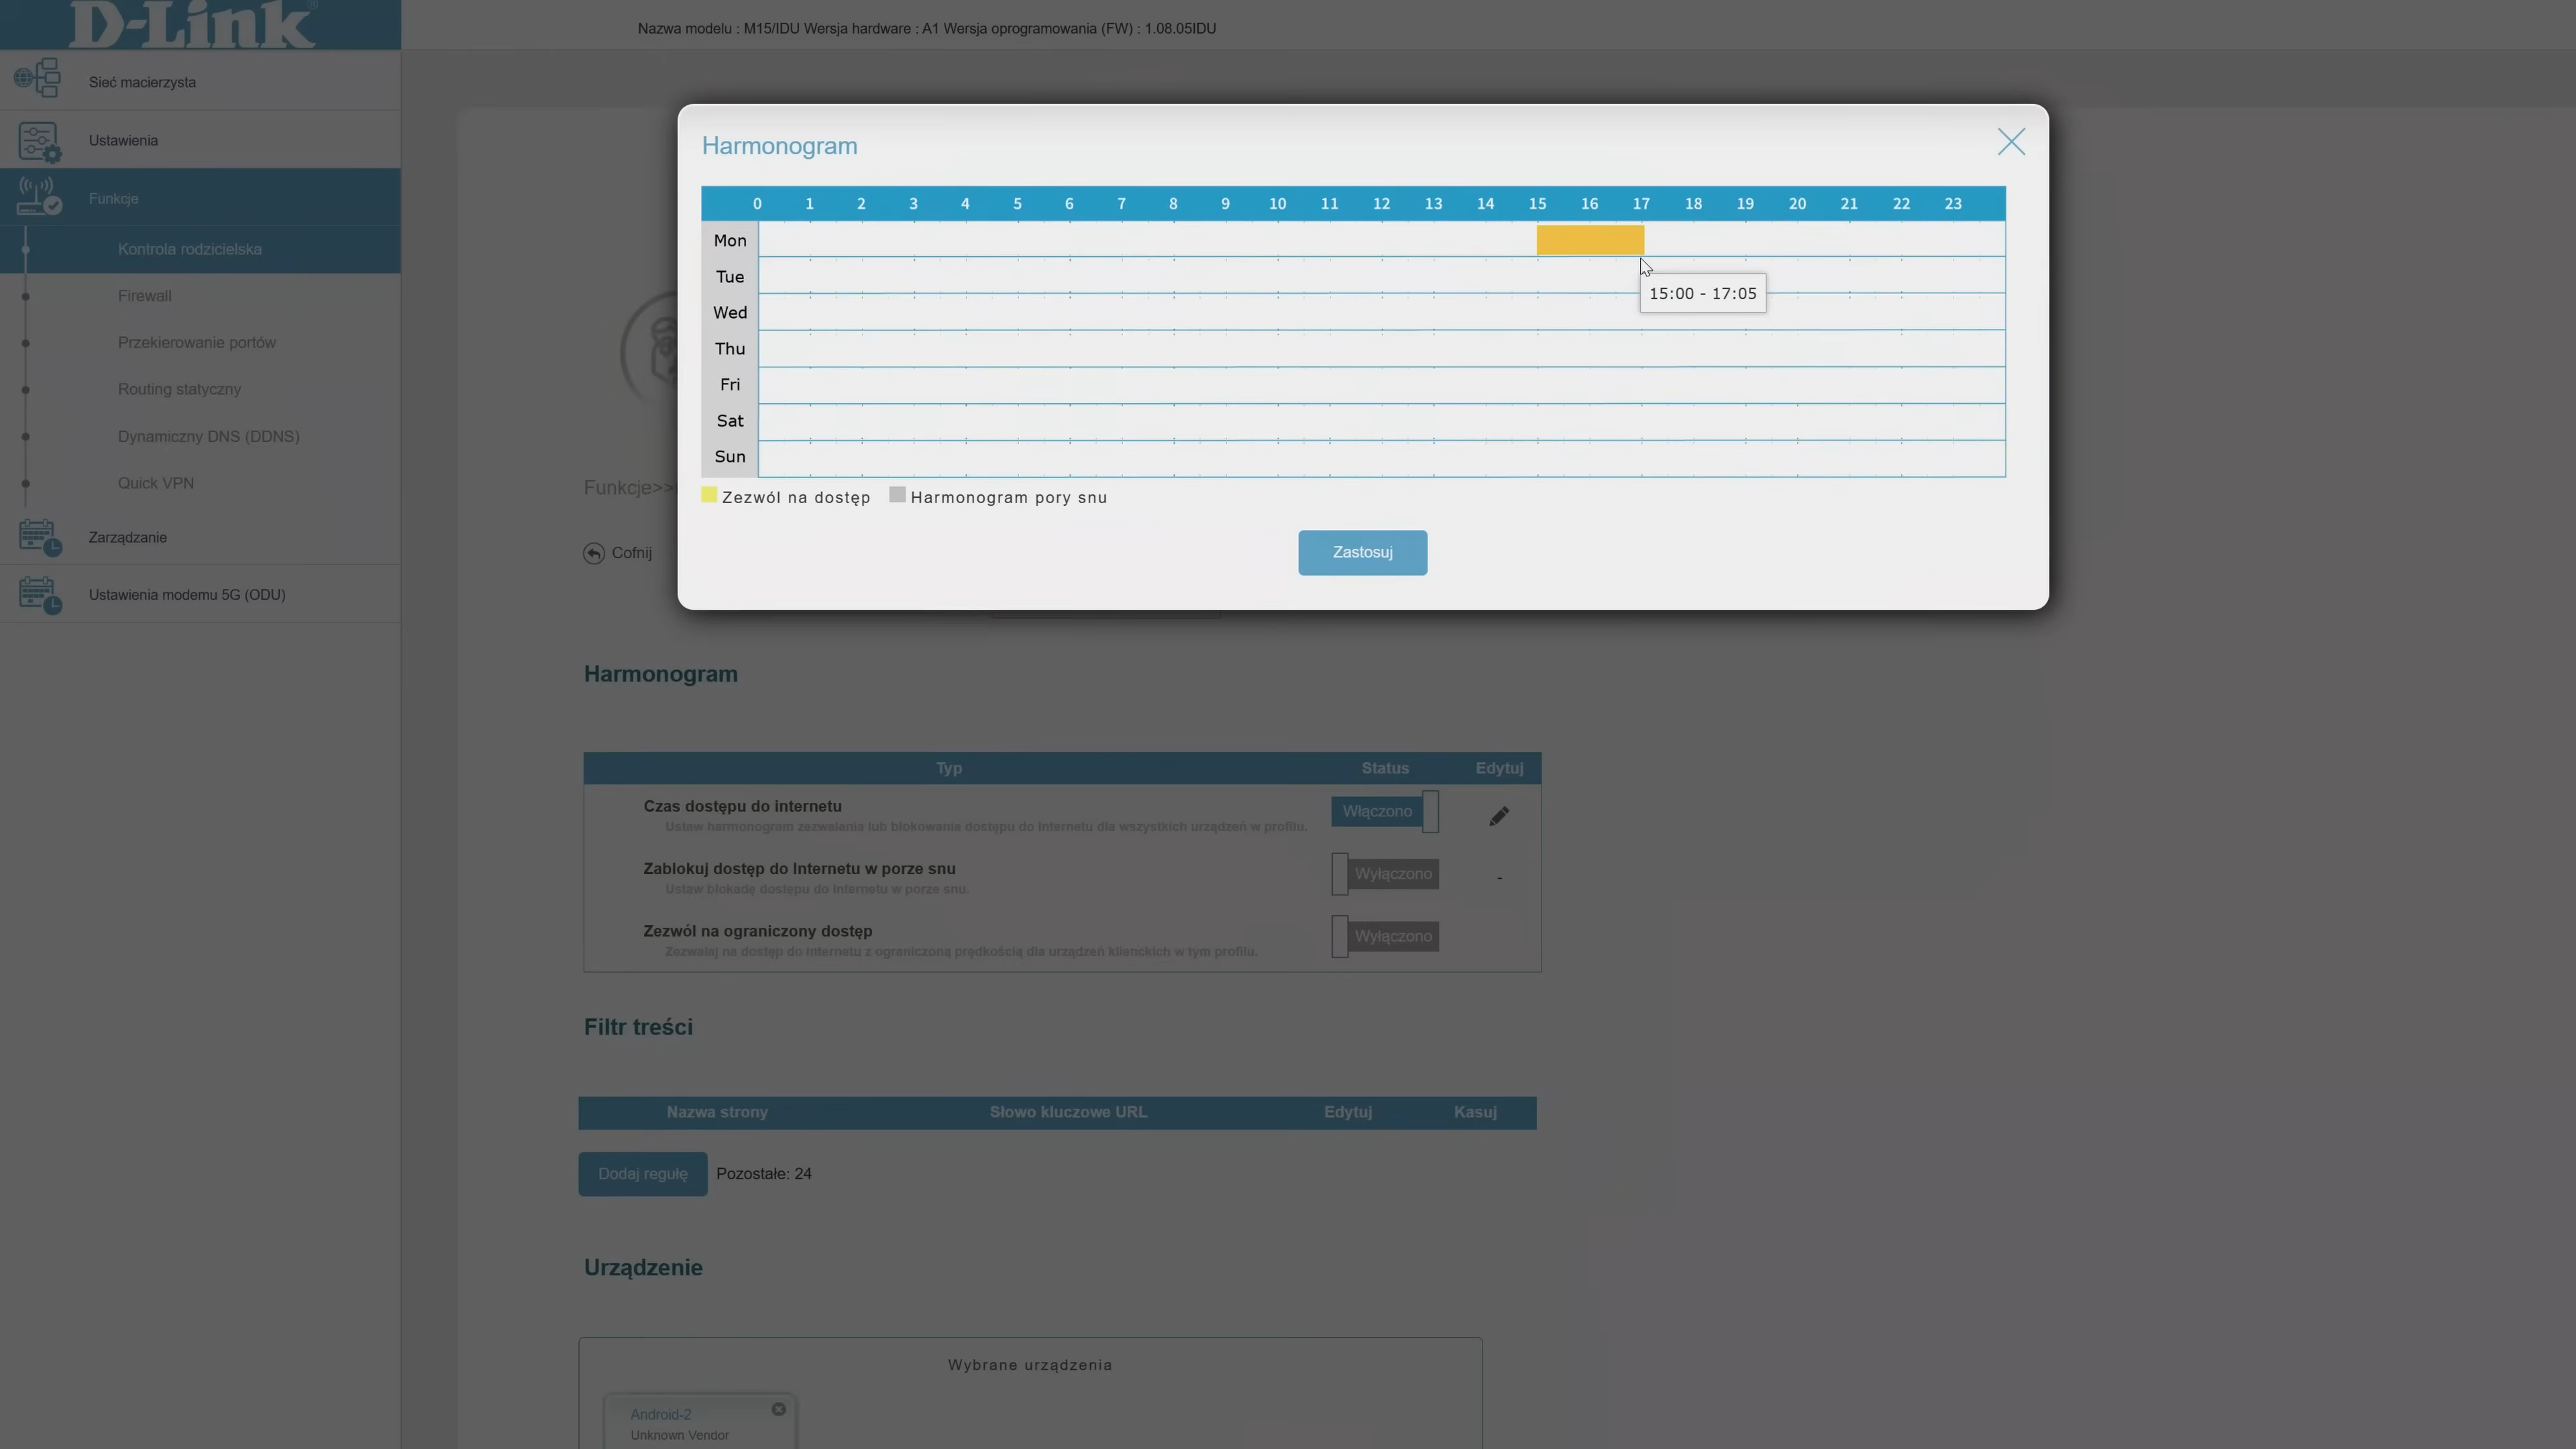 D-Link®
Nazwa modelu : M15/IDU Wersja hardware : A1 Wersja oprogramowania (FW) : 1.08.05IDU
Sieć macierzysta
Ustawienia
Funkcje
Kontrola rodzicielska
Firewall
Przekierowanie portów
Routing statyczny
Dynamiczny DNS (DDNS)
Quick VPN
Zarządzanie
Ustawienia modemu 5G (ODU)
Harmonogram
0 1 2 3 4 5 6 7 8 9 10 11 12 13 14 15 16 17 18 19 20 21 22 23
Mon
Tue
15:00 - 17:05
Wed
Thu
Fri
Sat
Sun
Zezwól na dostęp Harmonogram pory snu
Zastosuj
Funkcje>>
Cofnij
Harmonogram
Typ Status Edytuj
Czas dostępu do internetu Włączono
Ustaw harmonogram zezwalania lub blokowania dostępu do Internetu dla wszystkich urządzeń w profilu.
Zablokuj dostęp do Internetu w porze snu Wyłączono -
Ustaw blokadę dostępu do Internetu w porze snu.
Zezwól na ograniczony dostęp Wyłączono
Zezwalaj na dostęp do Internetu z ograniczoną prędkością dla urządzeń klienckich w tym profilu.
Filtr treści
Nazwa strony Słowo kluczowe URL Edytuj Kasuj
Dodaj regułę Pozostałe: 24
Urządzenie
Wybrane urządzenia
Android-2
Unknown Vendor